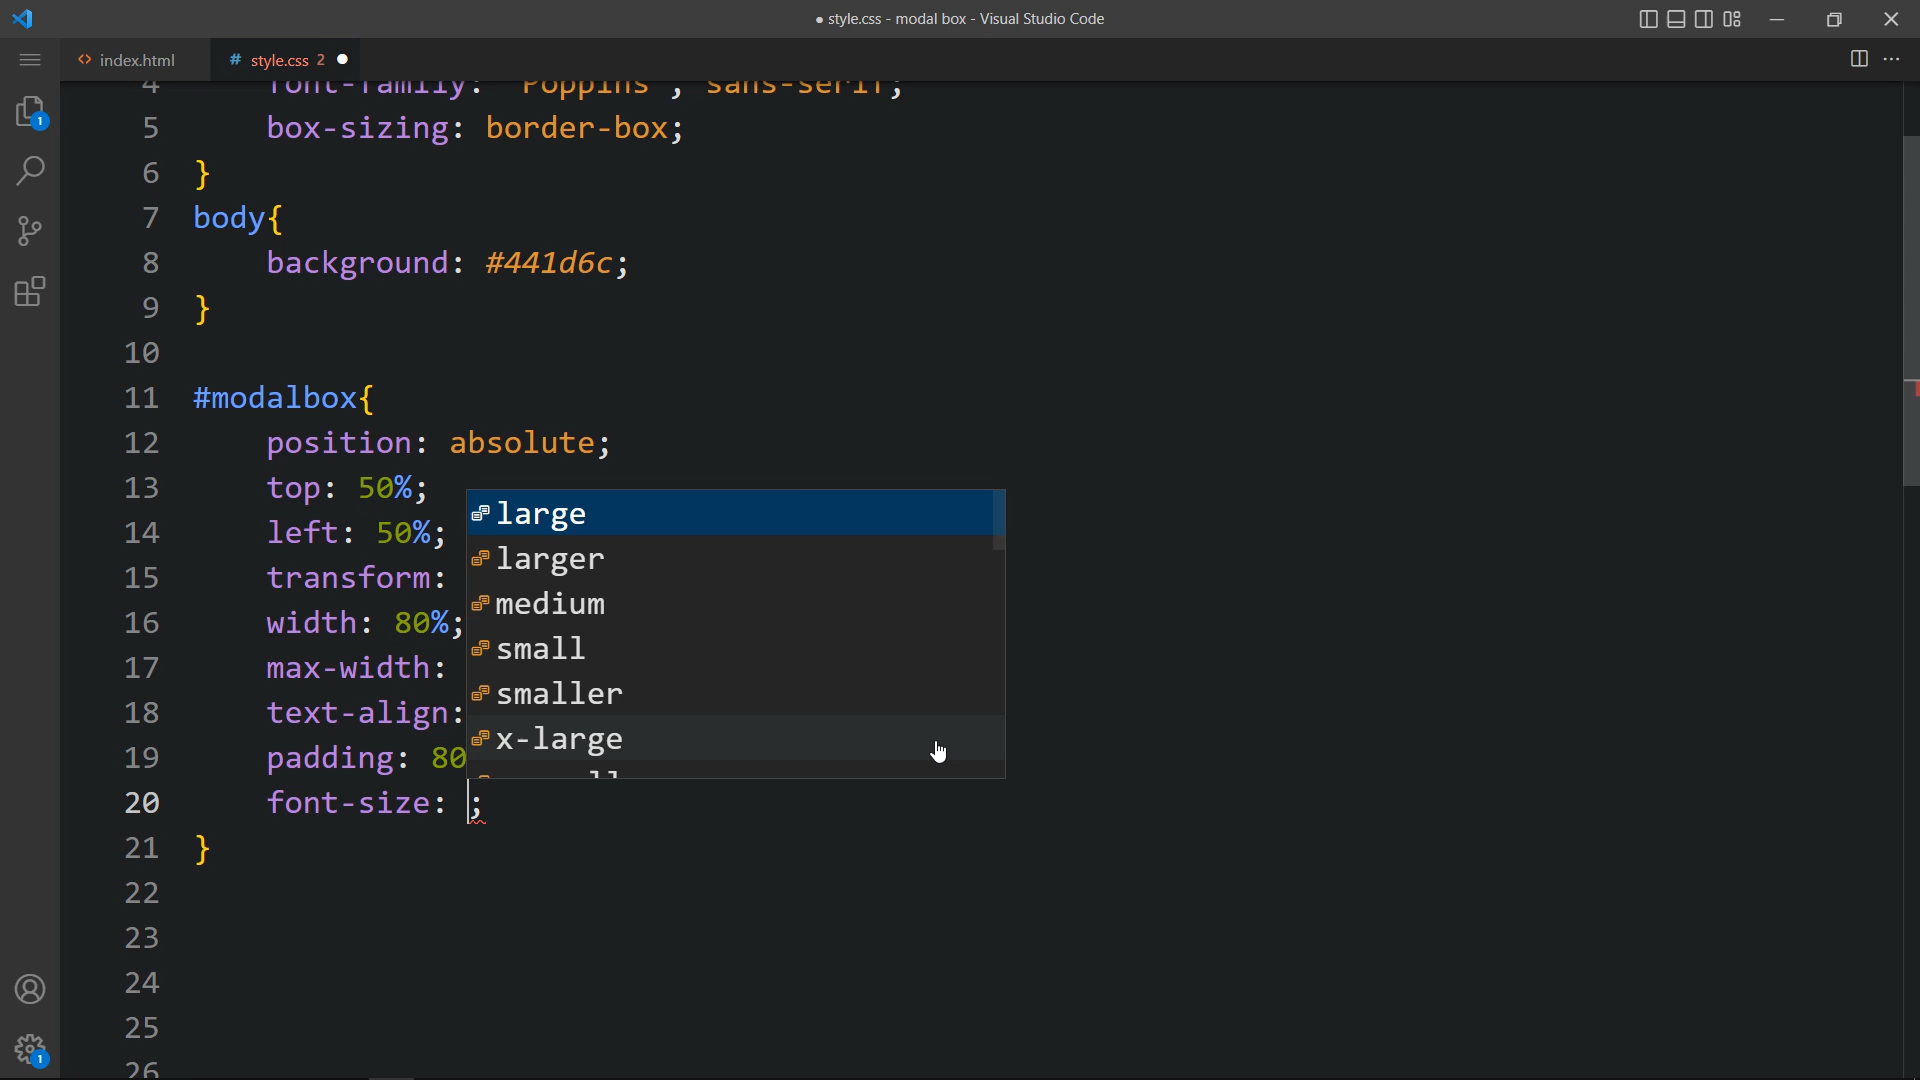 ● style.css - modal box - Visual Studio Code
<> index.html
# style.css 2 ●
4 font-family: 'Poppins', sans-serif;
5 box-sizing: border-box;
6 }
7 body{
8 background: #441d6c;
9 }
10
11 #modalbox{
12 position: absolute;
13 top: 50%;
14 left: 50%;
15 transform:
16 width: 80%;
17 max-width:
18 text-align:
19 padding: 80
20 font-size: ;
21 }
22
23
24
25
26
large
larger
medium
small
smaller
x-large
1
1